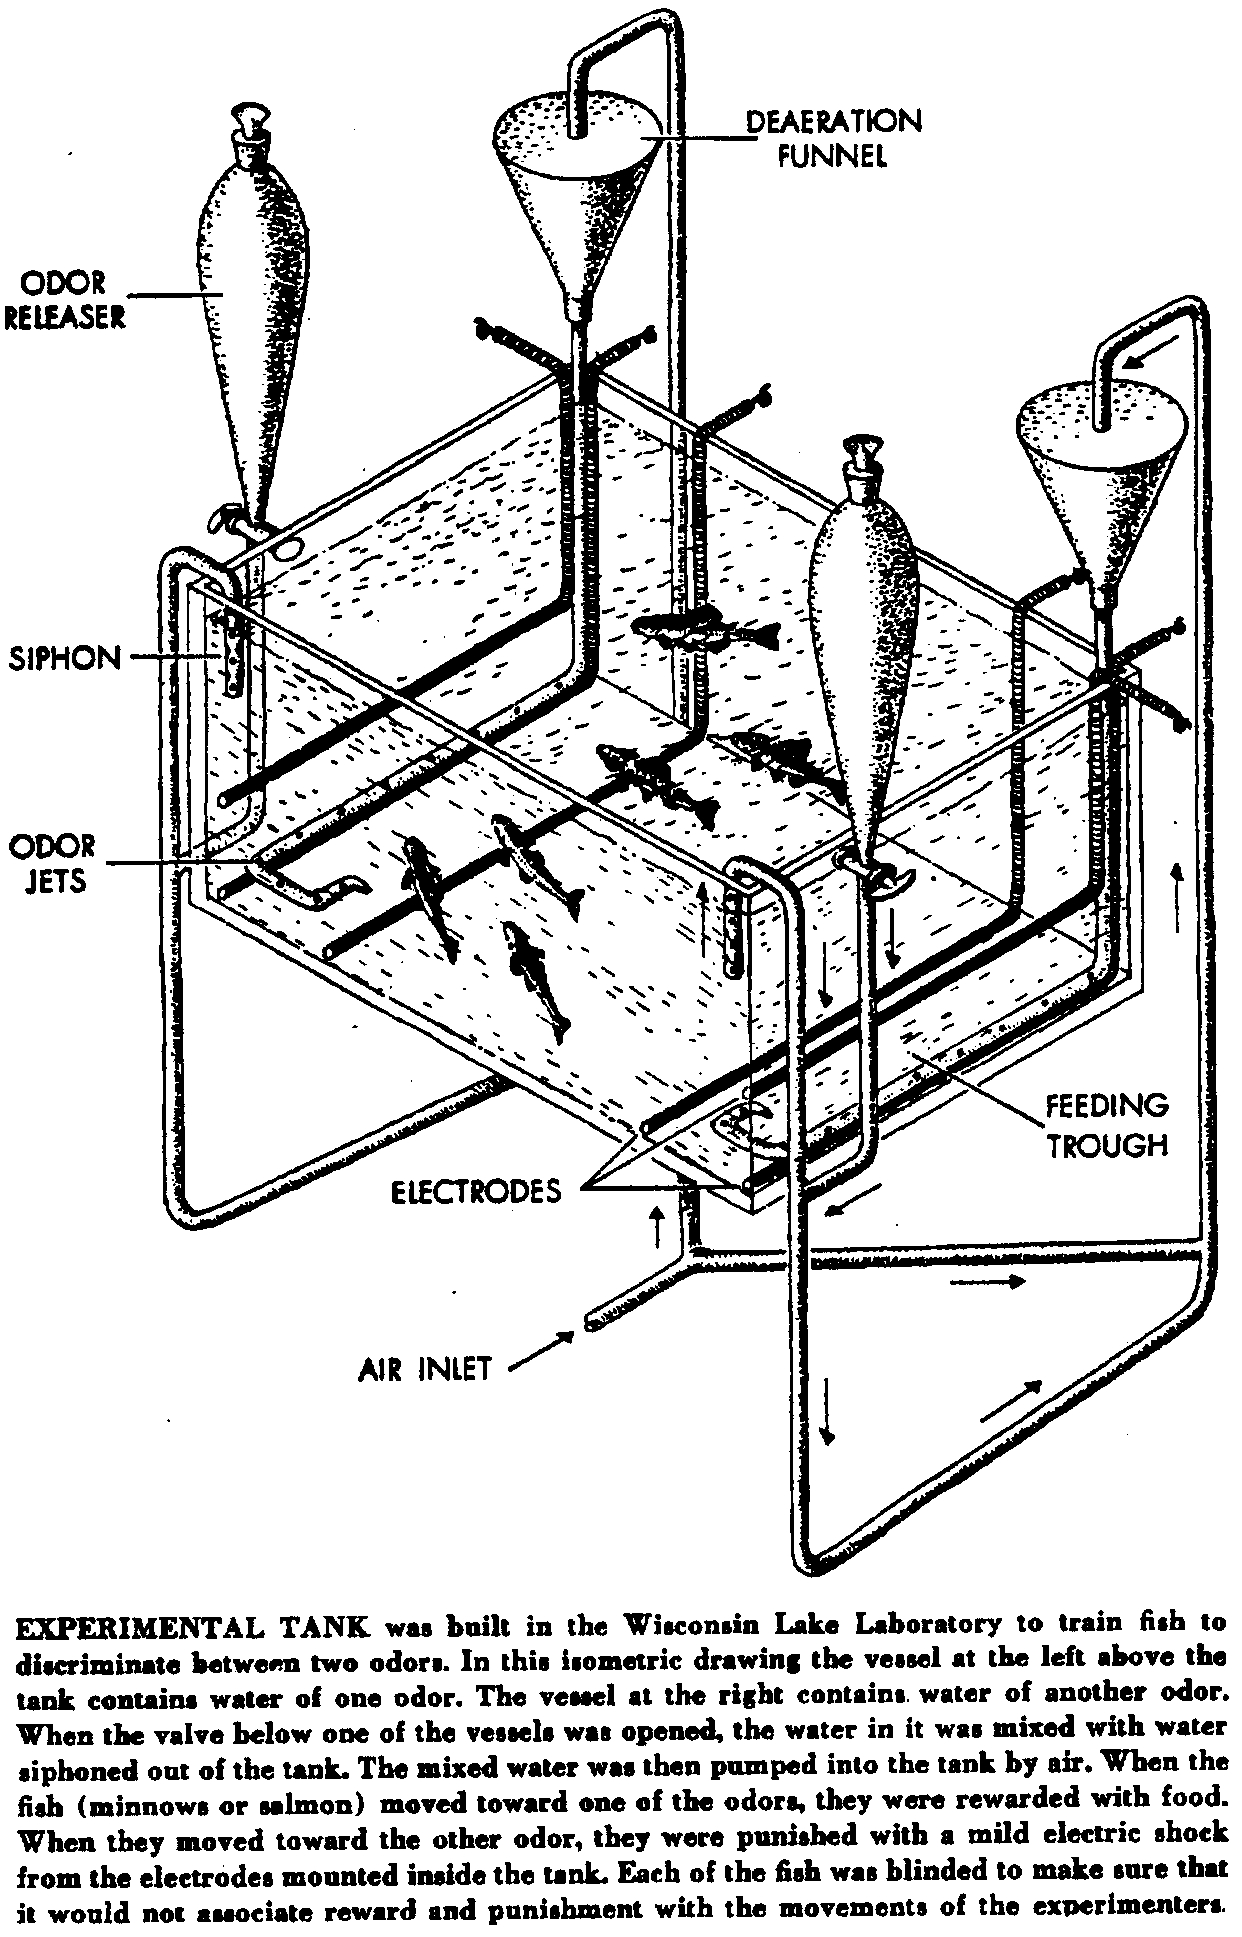 DEAERATION
FUNNEL
ODOR
RELEASER
SIPHON
ODOR
JETS
FEEDING
TROUGH
ELECTRODES
AIR INLET
EXPERIMENTAL TANK was built in the Wisconsin Lake Laboratory to train fish to
discriminate between two odors. In this isometric drawing the vessel at the left above the
tank contains water of one odor. The vessel at the right contains water of another odor.
When the valve below one of the vessels was opened, the water in it was mixed with water
siphoned out of the tank. The mixed water was then pumped into the tank by air. When the
fish (minnows or salmon) moved toward one of the odors, they were rewarded with food.
When they moved toward the other odor, they were punished with a mild electric shock
from the electrodes mounted inside the tank. Each of the fish was blinded to make sure that
it would not associate reward and punishment with the movements of the experimenters.